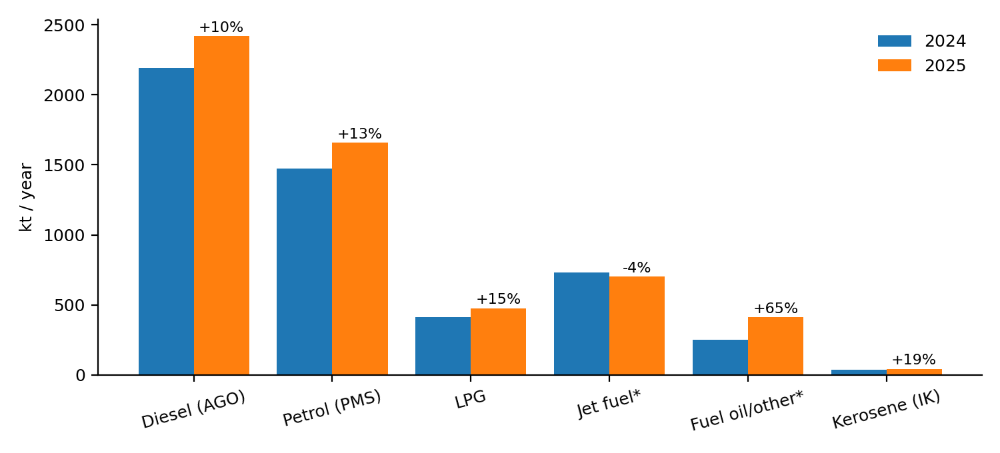 2500
2000
1500
1000
500
0
kt / year
+10%
+13%
+15%
-4%
+65%
+19%
2024
2025
Diesel (AGO)
Petrol (PMS)
LPG
Jet fuel*
Fuel oil/other*
Kerosene (IK)